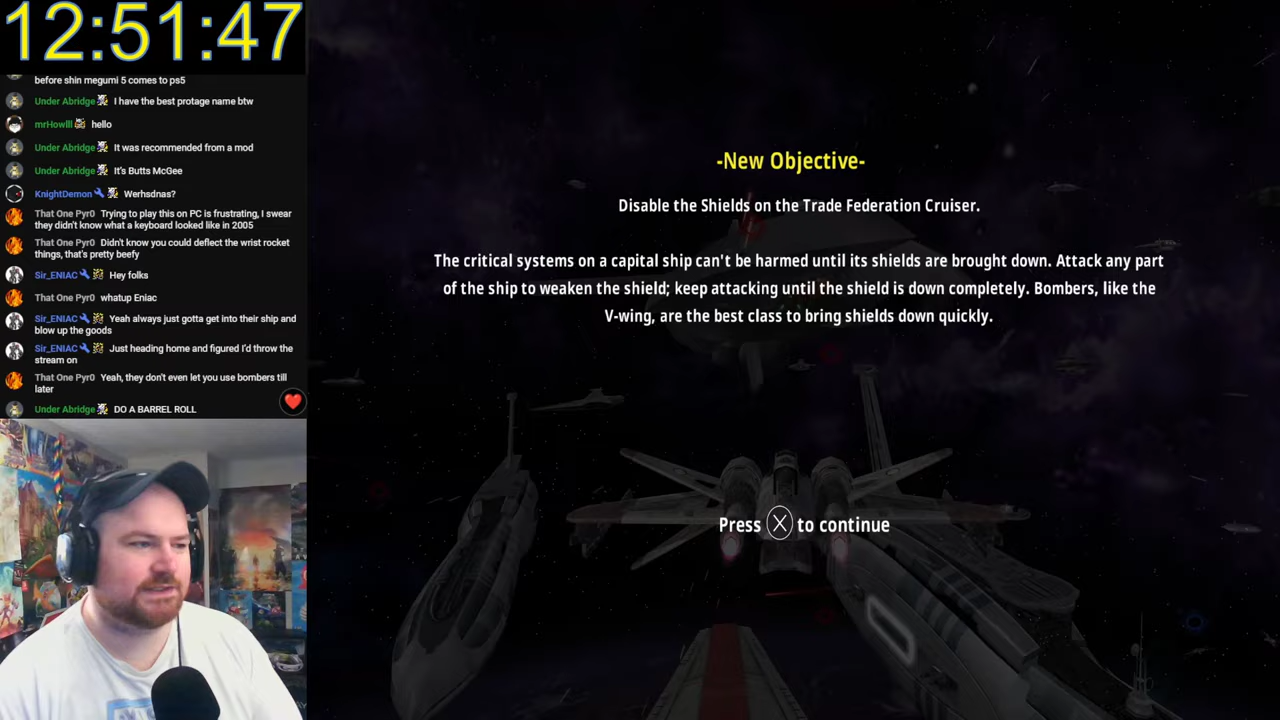 12:51:47
before shin megumi 5 comes to ps5
Under Abridge I have the best protage name btw
mrHowlll hello
Under Abridge It was recommended from a mod
Under Abridge It's Butts McGee
KnightDemon Werhsdnas?
That One Pyr0 Trying to play this on PC is frustrating, I swear
they didn't know what a keyboard looked like in 2005
That One Pyr0 Didn't know you could deflect the wrist rocket
things, that's pretty beefy
Sir_ENIAC Hey folks
That One Pyr0 whatup Eniac
Sir_ENIAC Yeah always just gotta get into their ship and
blow up the goods
Sir_ENIAC Just heading home and figured I'd throw the
stream on
That One Pyr0 Yeah, they don't even let you use bombers till
later
Under Abridge DO A BARREL ROLL
-New Objective-
Disable the Shields on the Trade Federation Cruiser.
The critical systems on a capital ship can't be harmed until its shields are brought down. Attack any part
of the ship to weaken the shield; keep attacking until the shield is down completely. Bombers, like the
V-wing, are the best class to bring shields down quickly.
Press X to continue